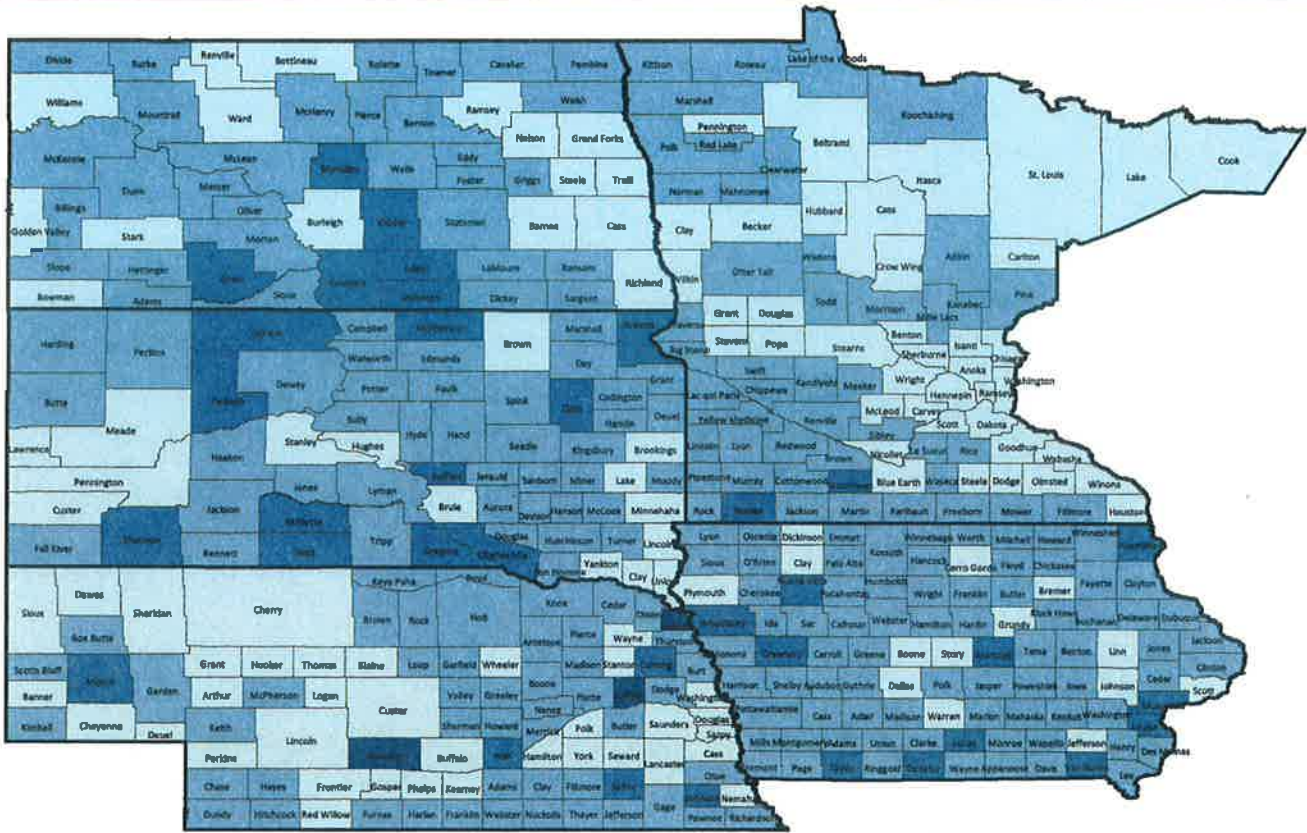 Divide Burke Renville Bottineau Rolette Towner Cavalier Pembina Kittson Roseau Lake of the Woods
Williams Mountrail Ward McHenry Pierce Benson Ramsey Walsh Marshall Pennington Beltrami Koochiching
Nelson Grand Forks Polk Red Lake Clearwater Itasca St. Louis Lake Cook
McKenzie McLean Wells Eddy Foster Griggs Steele Traill Norman Mahnomen Hubbard Cass
Dunn Mercer Oliver Billings Golden Valley Stark Morton Burleigh Stutsman Barnes Cass Clay Becker
Slope Hettinger Grant Sioux LaMoure Ransom Richland Wilkin Otter Tail Wadena Crow Wing Aitkin Carlton
Bowman Adams Dickey Sargent Todd Morrison Mille Lacs Kanabec Pine
Harding Perkins Campbell Brown Marshall Grant Douglas Benton Isanti
Walworth Edmunds Day Big Stone Stevens Pope Stearns Sherburne Anoka Washington
Butte Dewey Potter Faulk Spink Codington Grant Swift Chippewa Kandiyohi Meeker Wright Hennepin Ramsey
Meade Sully Hyde Hand Hamlin Deuel Lac qui Parle Yellow Medicine Renville McLeod Carver Scott Dakota
Lawrence Haakon Stanley Hughes Kingsbury Brookings Lincoln Lyon Redwood Brown Sibley Nicollet Le Sueur Rice Goodhue Wabasha
Pennington Jones Lyman Jerauld Sanborn Miner Lake Moody Pipestone Murray Cottonwood Blue Earth Waseca Steele Dodge Olmsted Winona
Custer Jackson Brule Aurora Davison Hanson McCook Minnehaha Rock Jackson Martin Faribault Freeborn Mower Fillmore Houston
Fall River Shannon Bennett Tripp Gregory Douglas Hutchinson Turner Lincoln Lyon Osceola Dickinson Emmet Winnebago Worth Mitchell Howard
Yankton Clay Union Sioux O'Brien Clay Palo Alto Kossuth Hancock Cerro Gordo Floyd Chickasaw
Sioux Dawes Sheridan Cherry Keya Paha Boyd Knox Cedar Plymouth Cherokee Pocahontas Humboldt Wright Franklin Butler Bremer Fayette Clayton
Box Butte Brown Rock Holt Antelope Pierce Wayne Thurston Ida Sac Calhoun Webster Hamilton Hardin Grundy Black Hawk Buchanan Delaware Dubuque
Scotts Bluff Grant Hooker Thomas Blaine Loup Garfield Wheeler Madison Stanton Burt Carroll Greene Boone Story Tama Benton Linn Jones Jackson
Banner Garden Arthur McPherson Logan Custer Valley Greeley Boone Platte Dodge Washington Harrison Shelby Audubon Guthrie Dallas Polk Jasper Poweshiek Iowa Johnson Cedar Clinton Scott
Kimball Cheyenne Deuel Keith Lincoln Sherman Howard Nance Merrick Polk Butler Saunders Douglas Sarpy Pottawattamie Cass Adair Madison Warren Marion Mahaska Keokuk Washington
Perkins Buffalo Hamilton York Seward Lancaster Cass Mills Montgomery Adams Union Clarke Monroe Wapello Jefferson Henry Des Moines
Chase Hayes Frontier Gosper Phelps Kearney Adams Clay Fillmore Otoe Page Ringgold Wayne Appanoose Davis Lee
Dundy Hitchcock Red Willow Furnas Harlan Franklin Webster Nuckolls Thayer Jefferson Gage Pawnee Richardson Nemaha